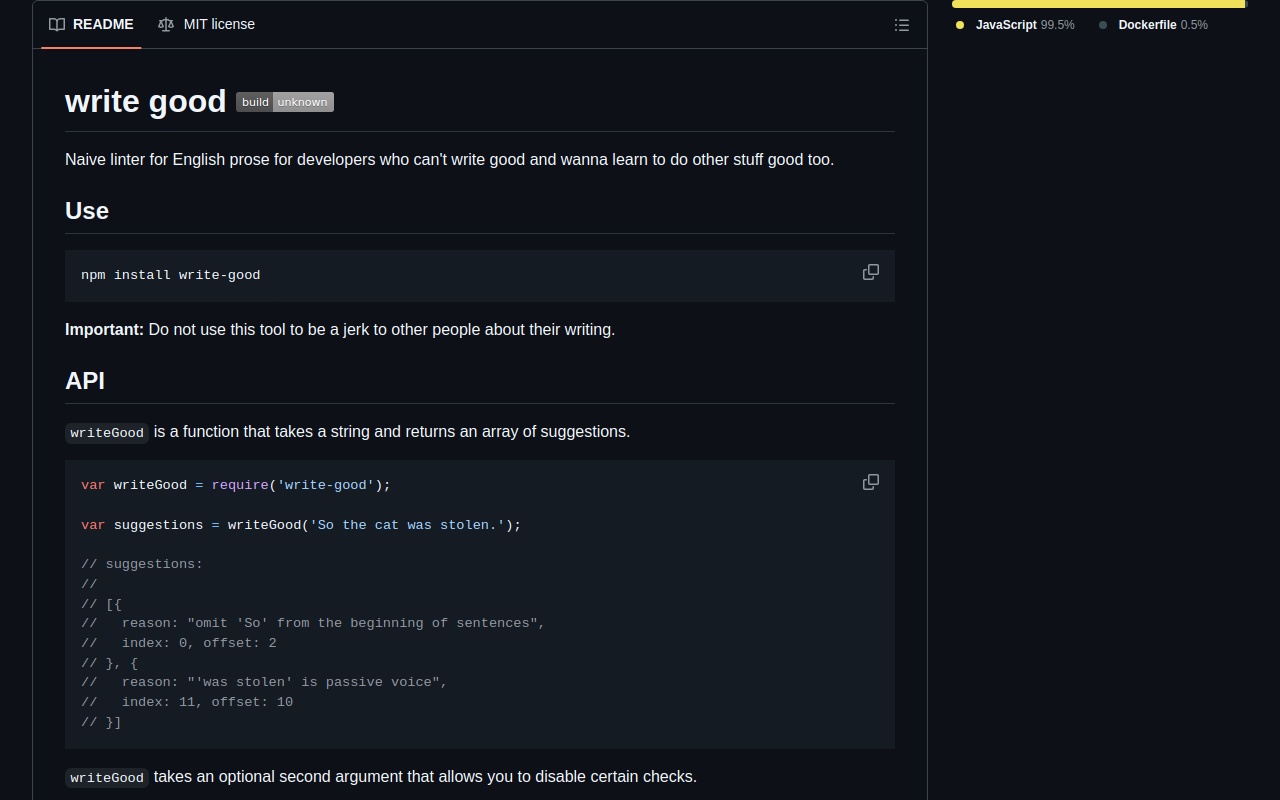 README
MIT license
JavaScript 99.5%
Dockerfile 0.5%
write good
build unknown
Naive linter for English prose for developers who can't write good and wanna learn to do other stuff good too.
Use
npm install write-good
Important: Do not use this tool to be a jerk to other people about their writing.
API
writeGood is a function that takes a string and returns an array of suggestions.
var writeGood = require('write-good');
var suggestions = writeGood('So the cat was stolen.');
// suggestions:
//
// [{
//   reason: "omit 'So' from the beginning of sentences",
//   index: 0, offset: 2
// }, {
//   reason: "'was stolen' is passive voice",
//   index: 11, offset: 10
// }]
writeGood takes an optional second argument that allows you to disable certain checks.